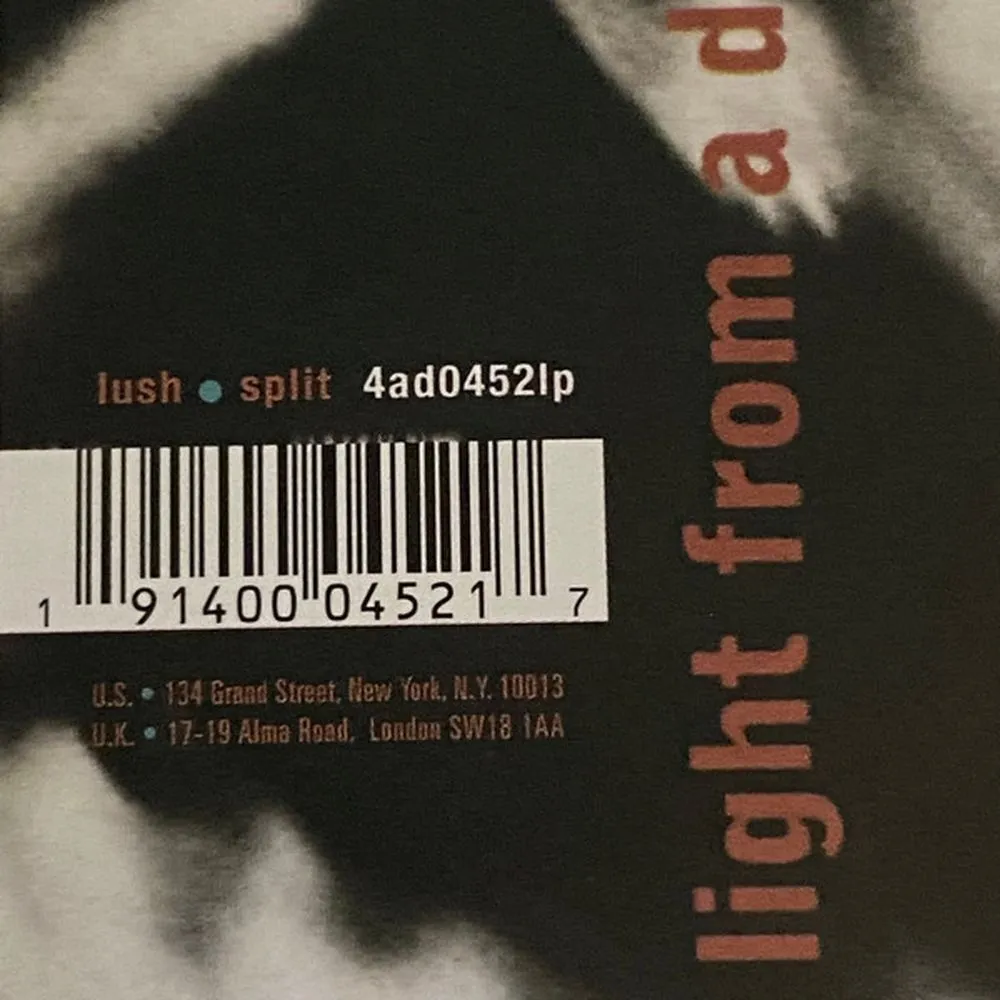 lush • split 4ad0452lp
1 91400 04521 7
U.S. • 134 Grand Street, New York, N.Y. 10013
U.K. • 17-19 Alma Road, London SW18 1AA
light from a d